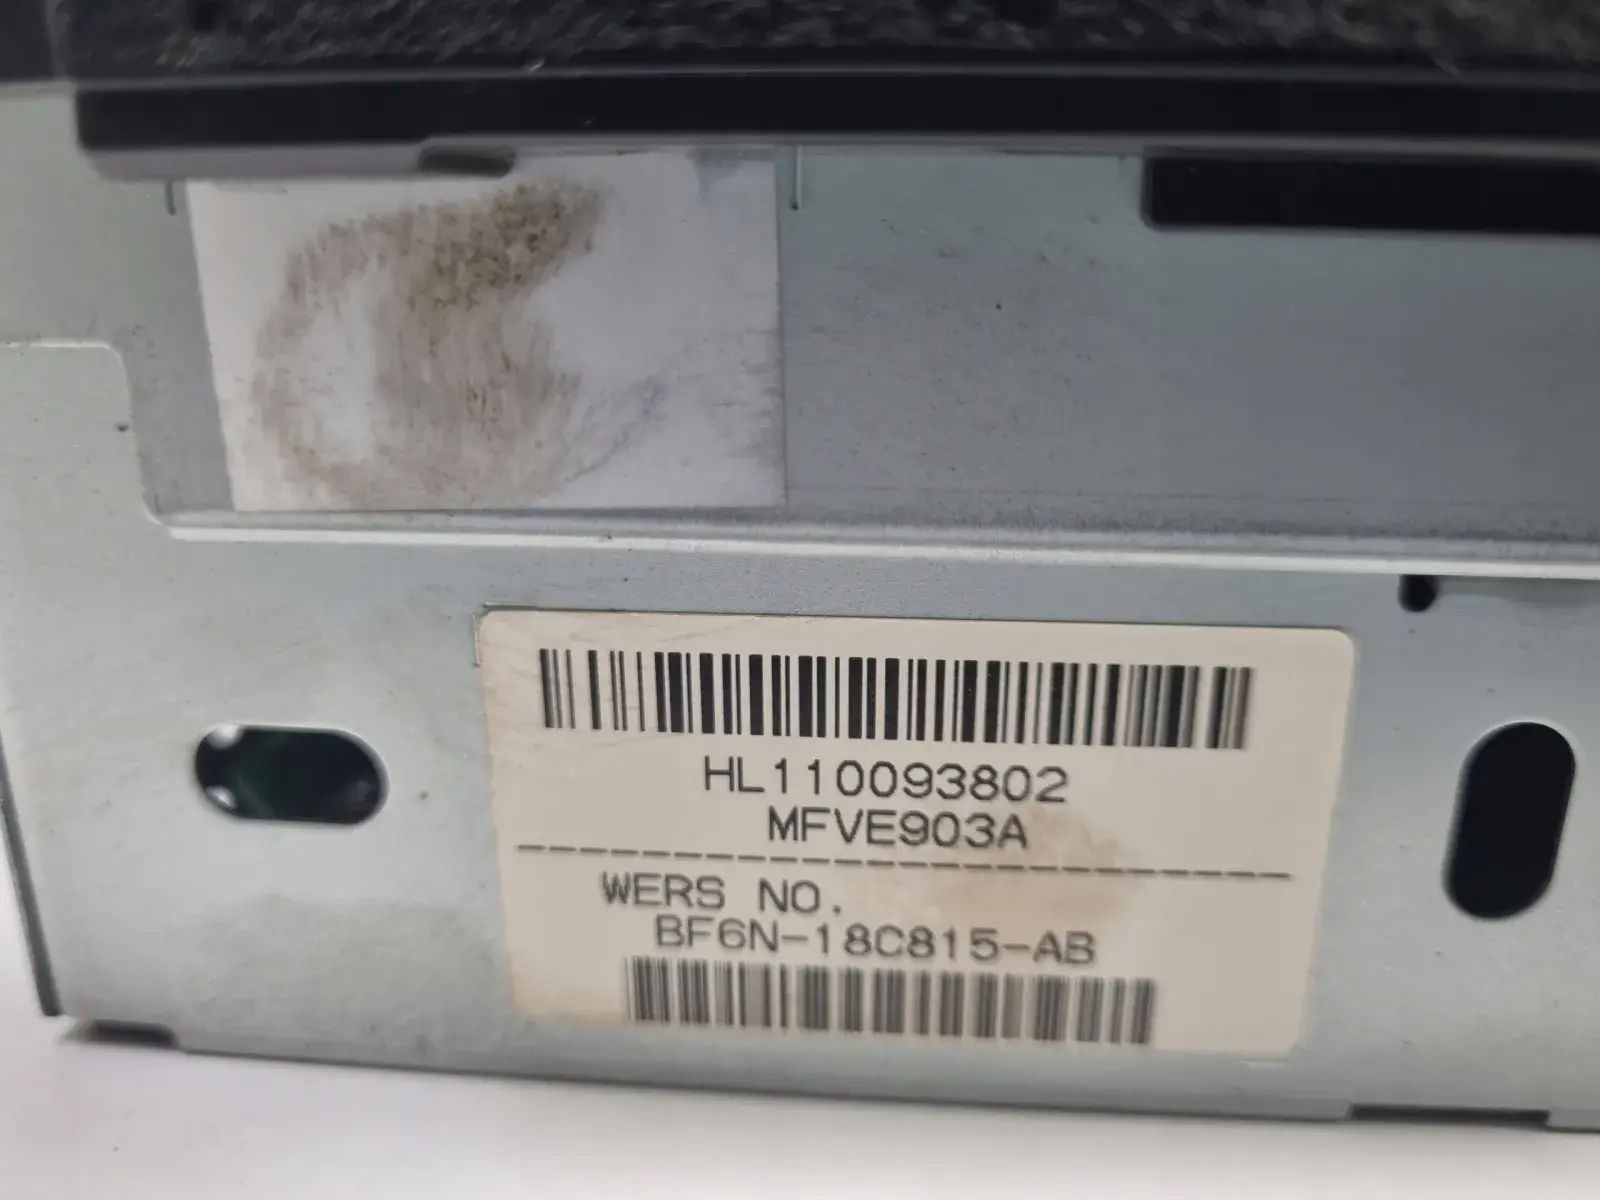 HL110093802
MFVE903A
WERS NO.
BF6N-18C815-AB